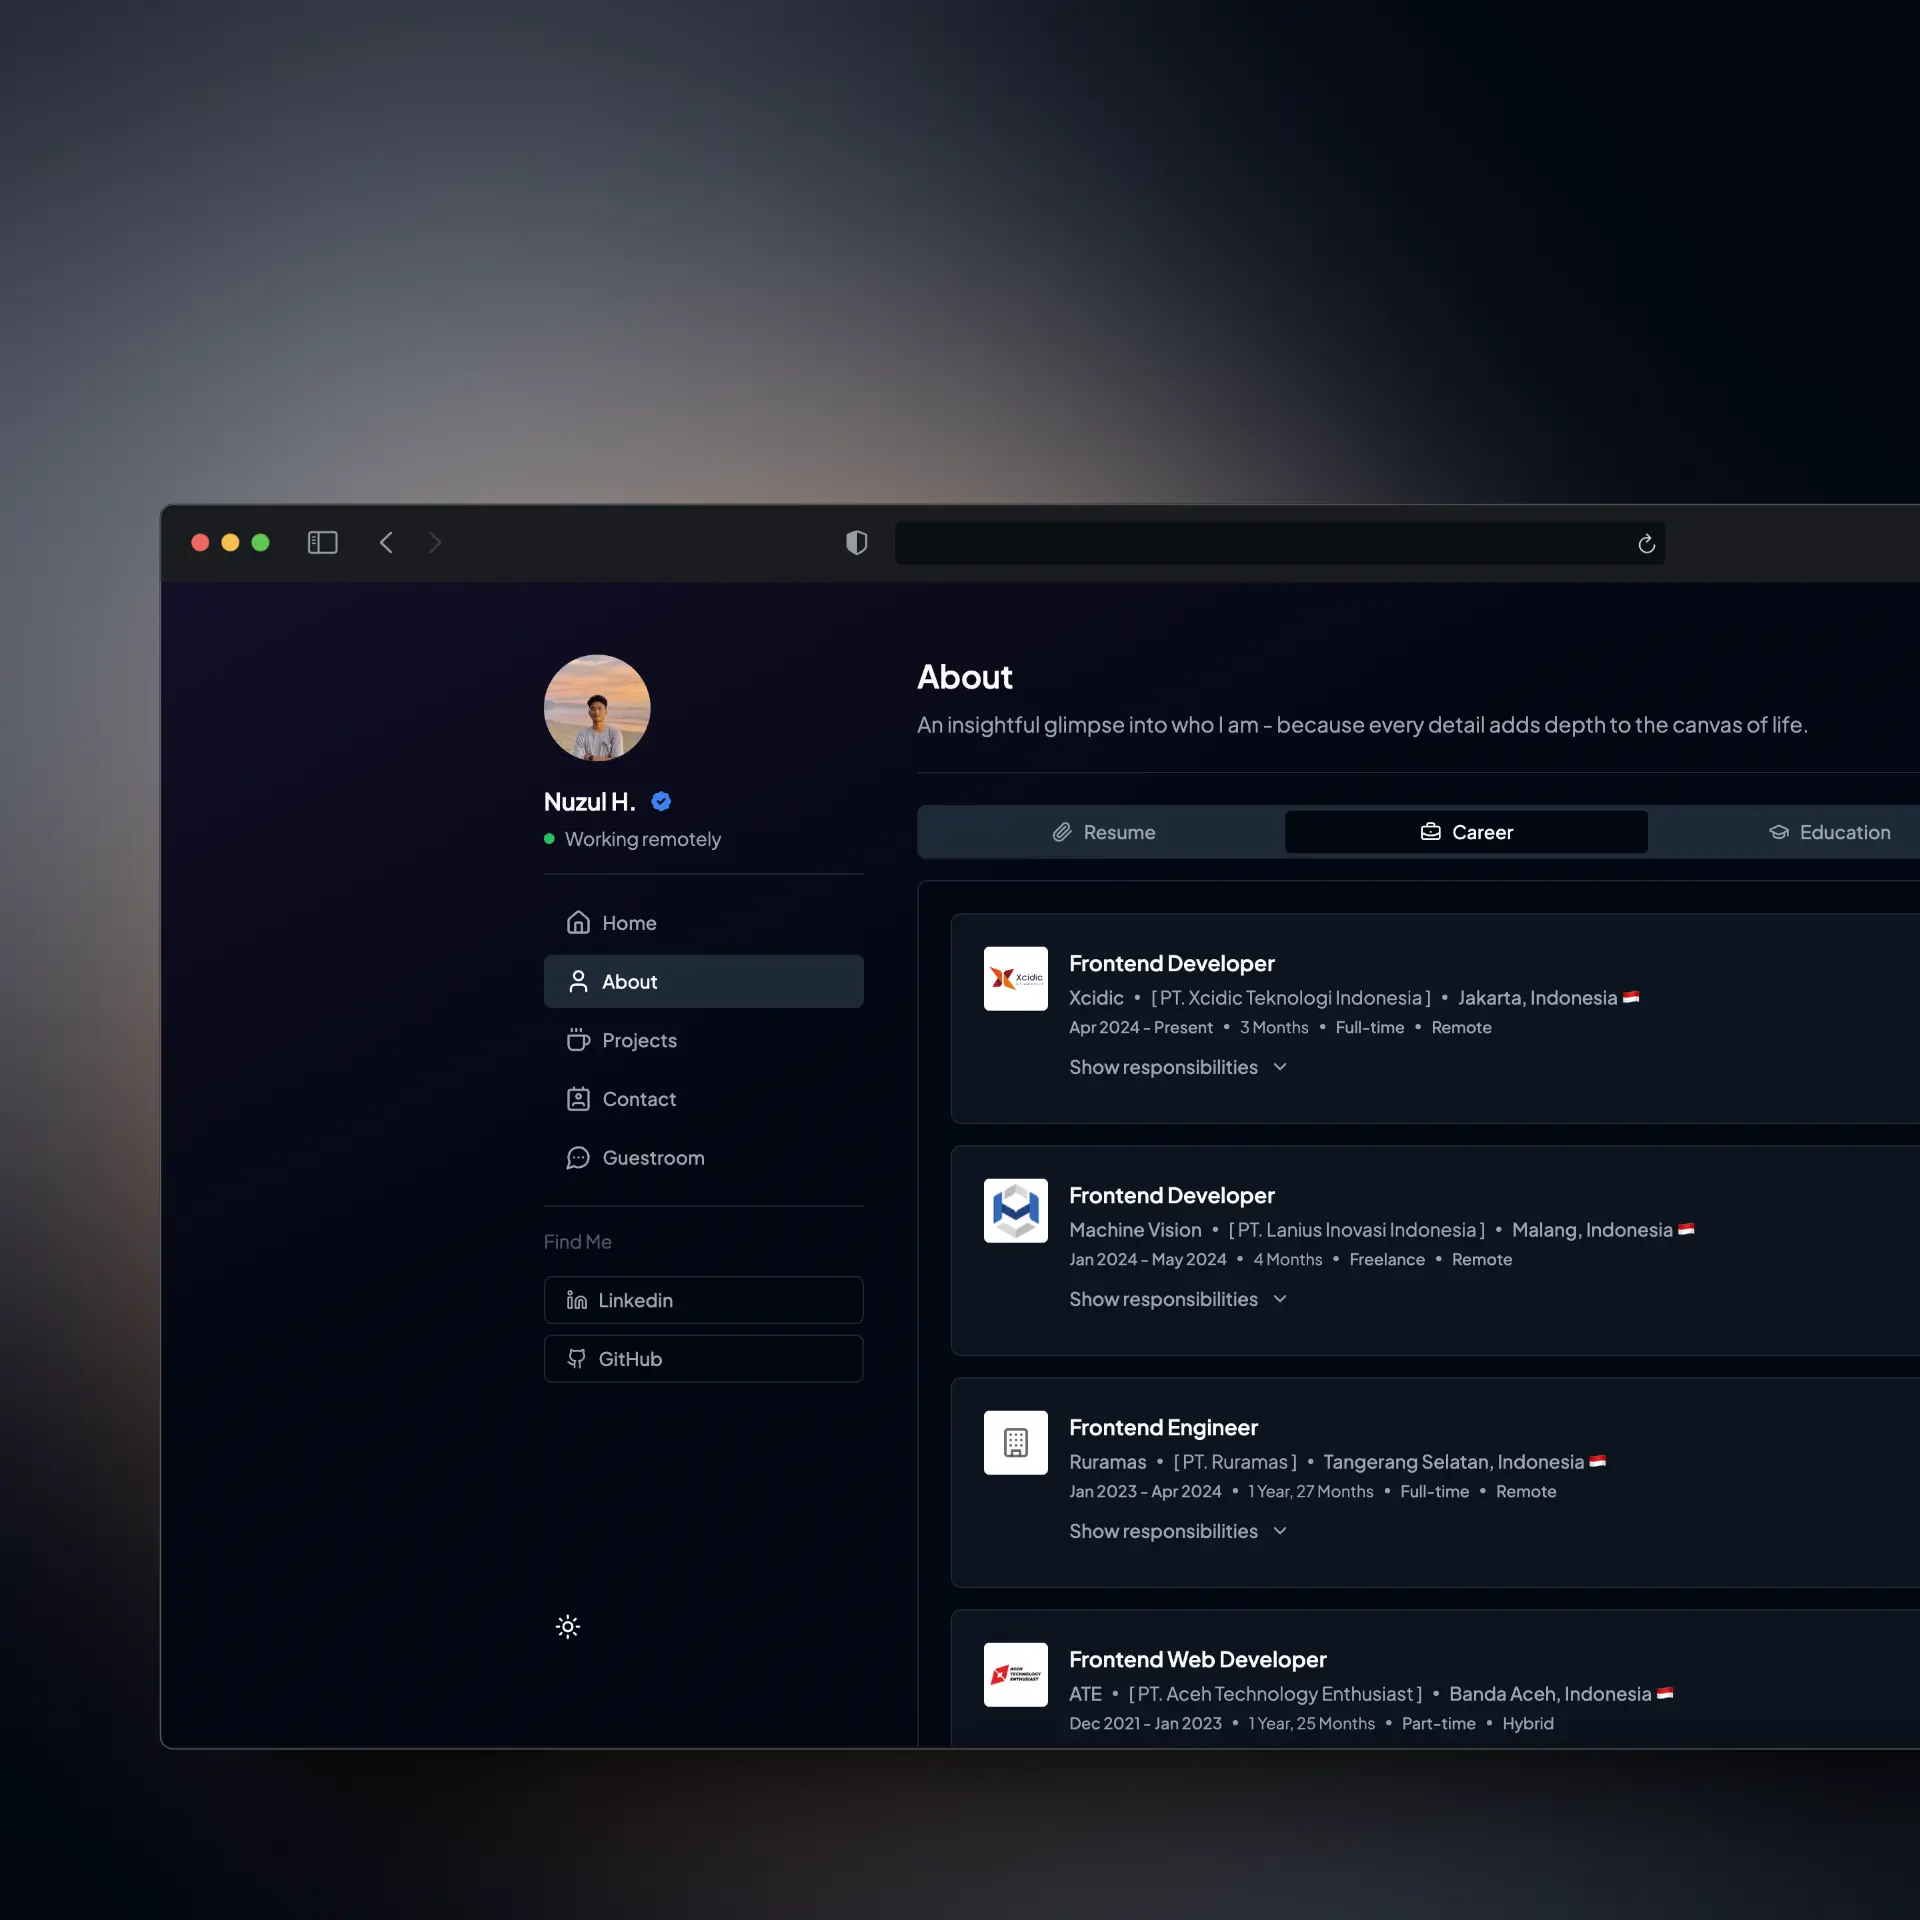 Nuzul H.
Working remotely
Home
About
Projects
Contact
Guestroom
Find Me
Linkedin
GitHub
About
An insightful glimpse into who I am - because every detail adds depth to the canvas of life.
Resume
Career
Education
Xcidic
Frontend Developer
Xcidic • [ PT. Xcidic Teknologi Indonesia ] • Jakarta, Indonesia 🇮🇩
Apr 2024 - Present • 3 Months • Full-time • Remote
Show responsibilities
Frontend Developer
Machine Vision • [ PT. Lanius Inovasi Indonesia ] • Malang, Indonesia 🇮🇩
Jan 2024 - May 2024 • 4 Months • Freelance • Remote
Show responsibilities
Frontend Engineer
Ruramas • [ PT. Ruramas ] • Tangerang Selatan, Indonesia 🇮🇩
Jan 2023 - Apr 2024 • 1 Year, 27 Months • Full-time • Remote
Show responsibilities
ACEH
TECHNOLOGY
ENTHUSIAST
Frontend Web Developer
ATE • [ PT. Aceh Technology Enthusiast ] • Banda Aceh, Indonesia 🇮🇩
Dec 2021 - Jan 2023 • 1 Year, 25 Months • Part-time • Hybrid